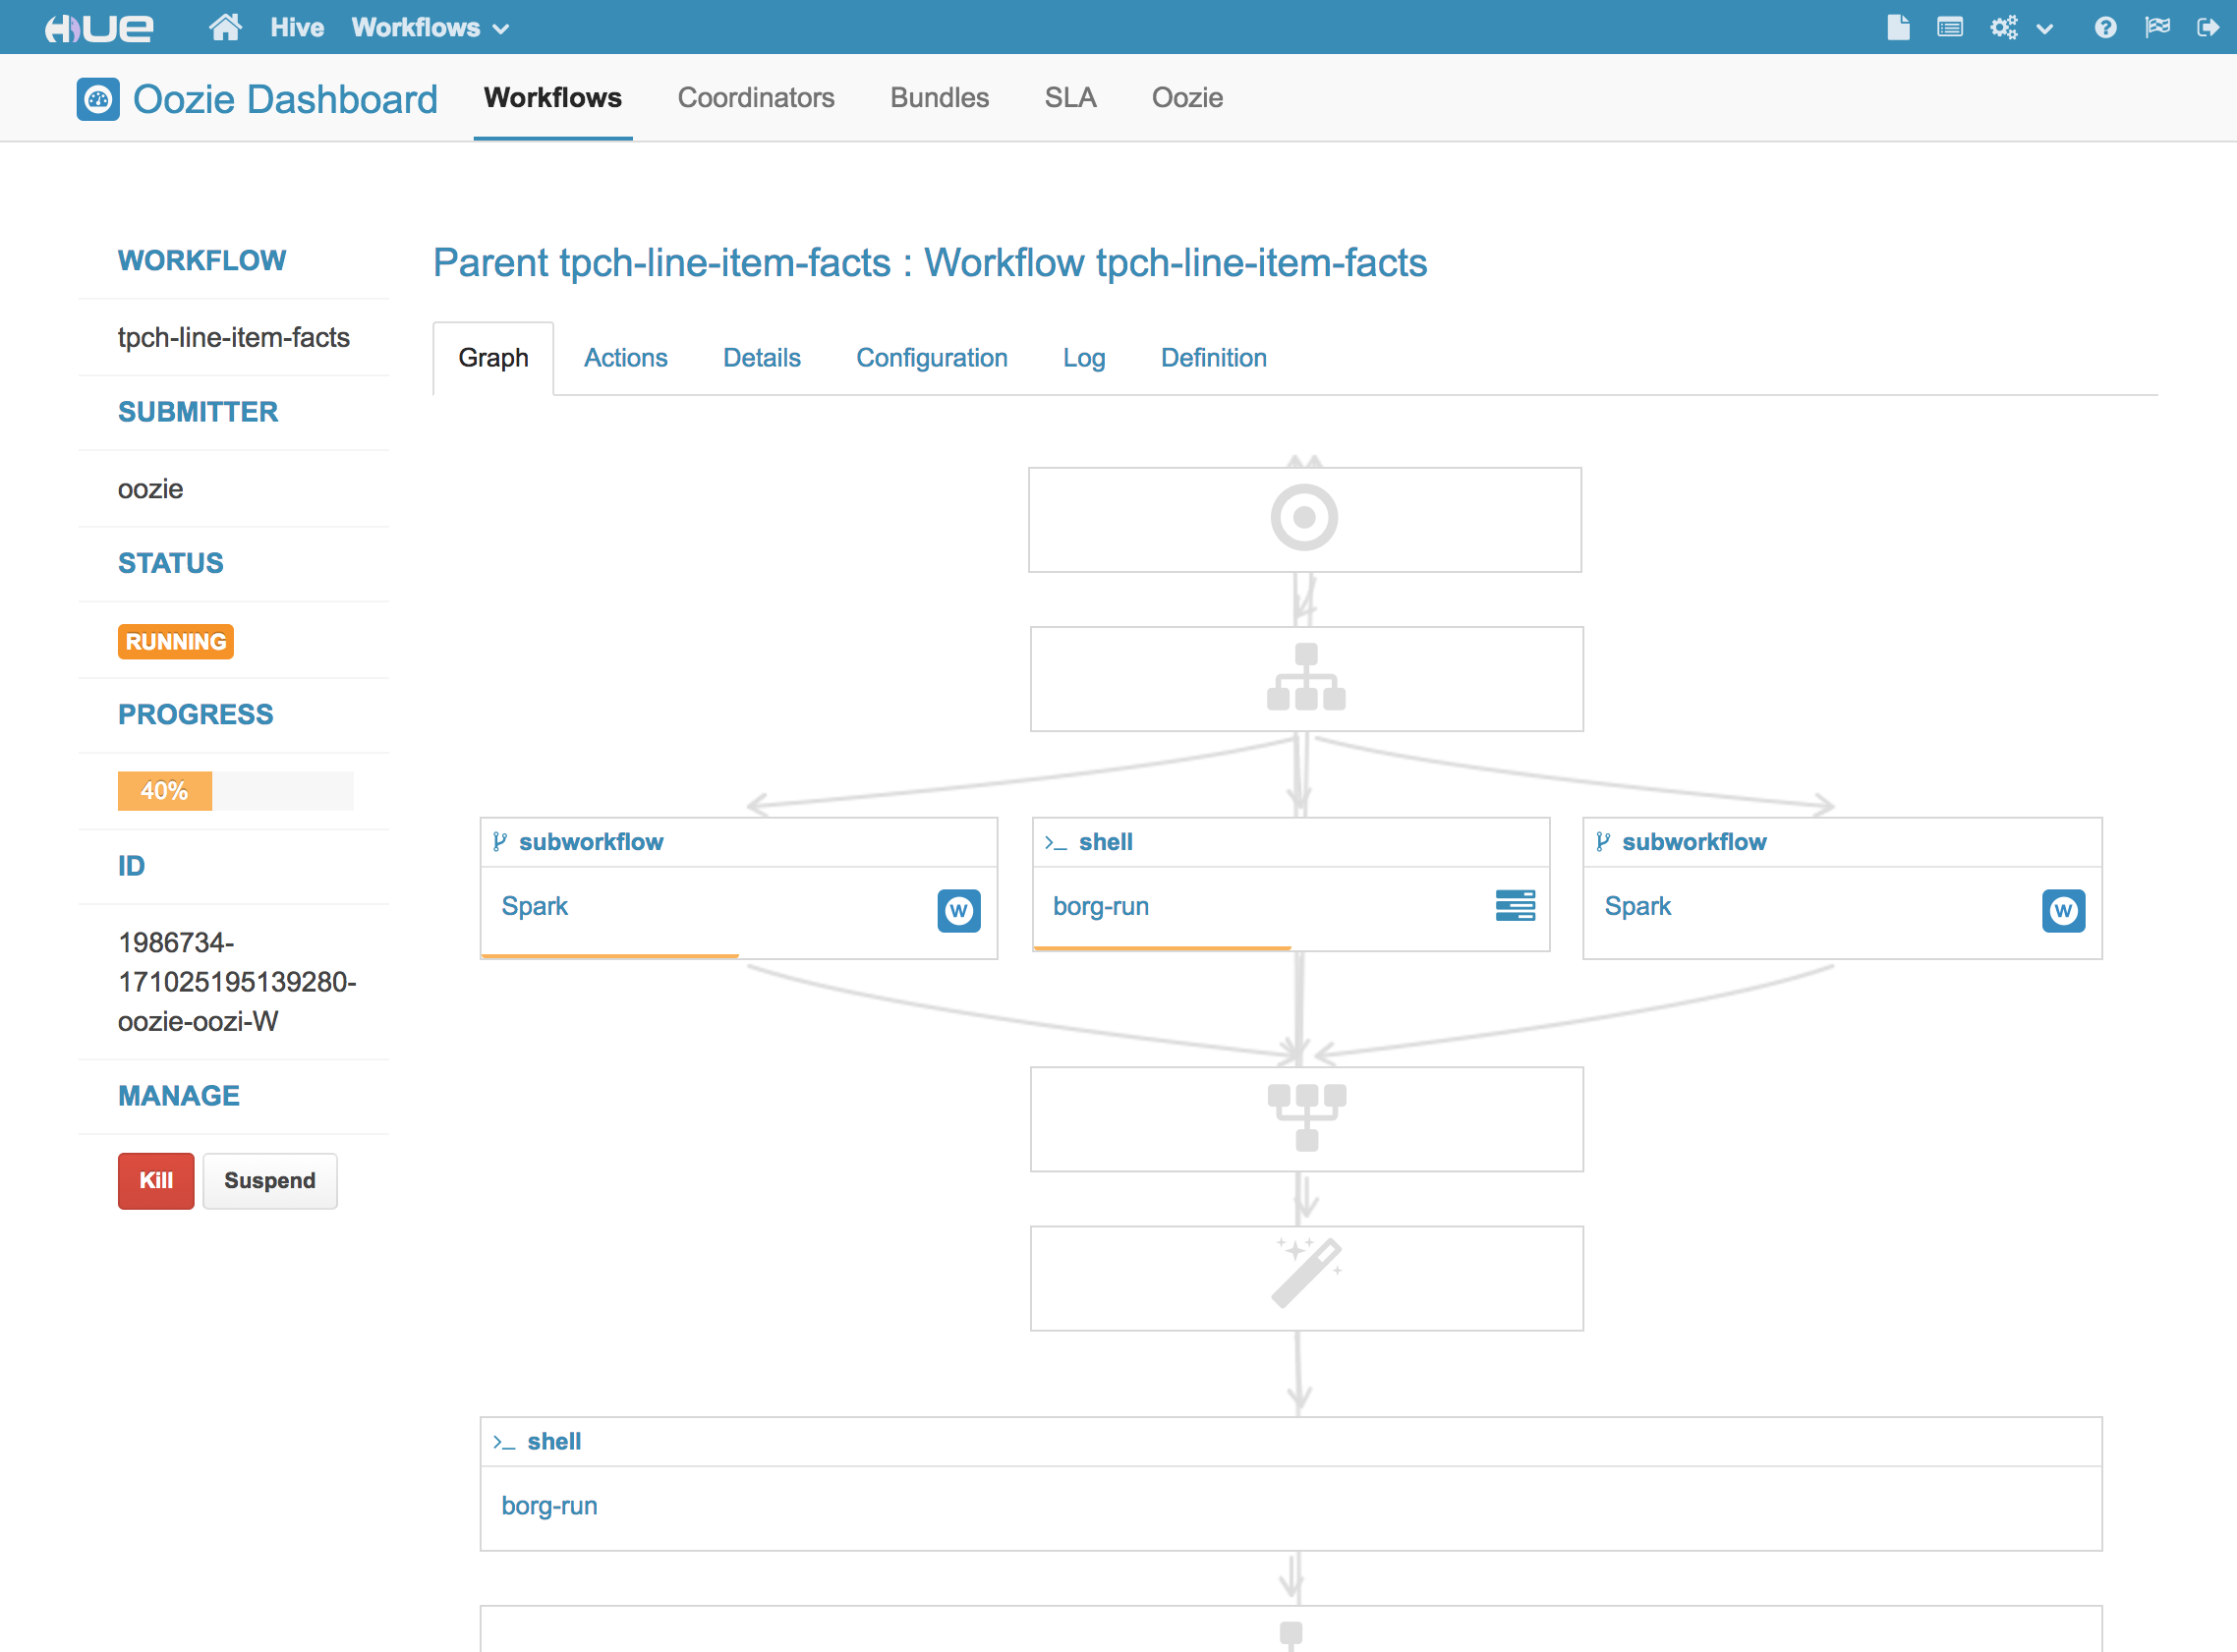 HUE Hive Workflows
Oozie Dashboard Workflows Coordinators Bundles SLA Oozie
WORKFLOW
tpch-line-item-facts
SUBMITTER
oozie
STATUS
RUNNING
PROGRESS
40%
ID
1986734-
171025195139280-
oozie-oozi-W
MANAGE
Kill Suspend
Parent tpch-line-item-facts : Workflow tpch-line-item-facts
Graph Actions Details Configuration Log Definition
subworkflow
Spark
W
>_ shell
borg-run
subworkflow
Spark
W
>_ shell
borg-run